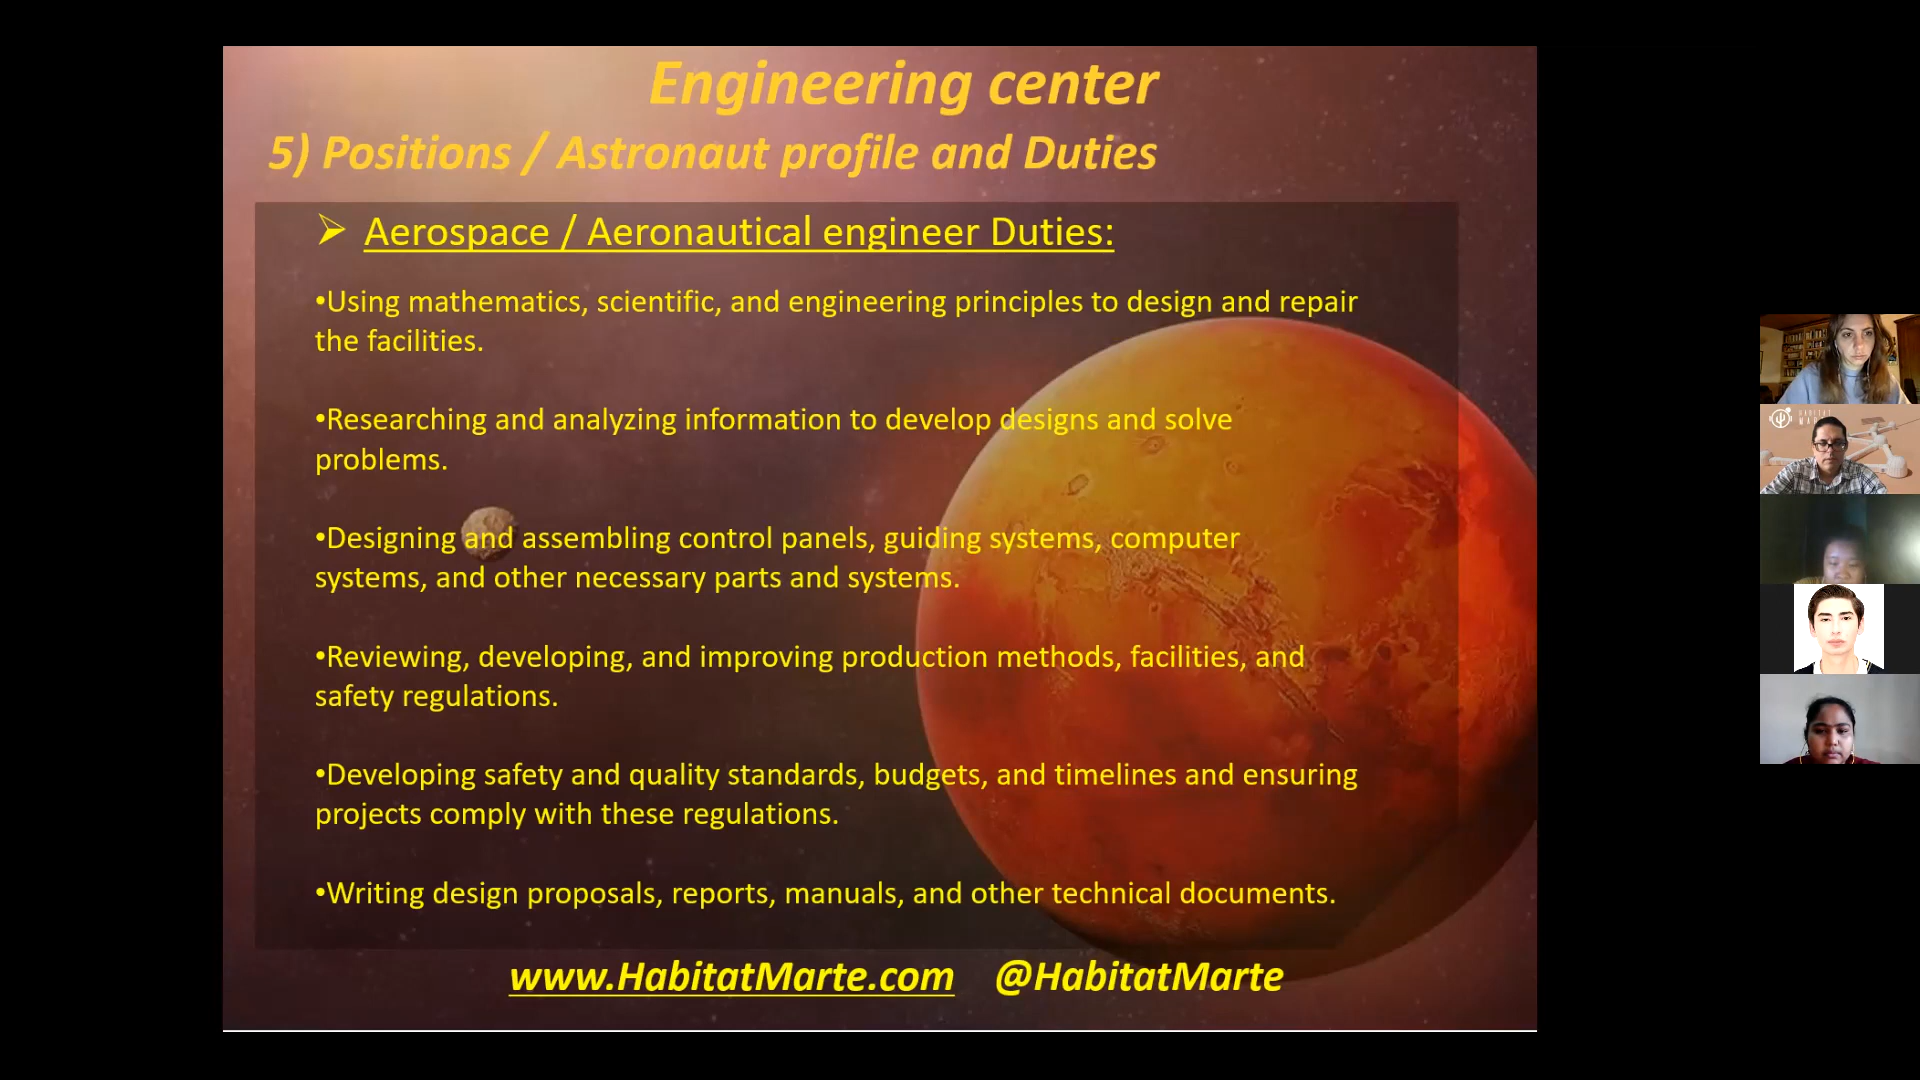 Engineering center
5) Positions / Astronaut profile and Duties
➢ Aerospace / Aeronautical engineer Duties:
•Using mathematics, scientific, and engineering principles to design and repair
the facilities.
•Researching and analyzing information to develop designs and solve
problems.
•Designing and assembling control panels, guiding systems, computer
systems, and other necessary parts and systems.
•Reviewing, developing, and improving production methods, facilities, and
safety regulations.
•Developing safety and quality standards, budgets, and timelines and ensuring
projects comply with these regulations.
•Writing design proposals, reports, manuals, and other technical documents.
www.HabitatMarte.com @HabitatMarte